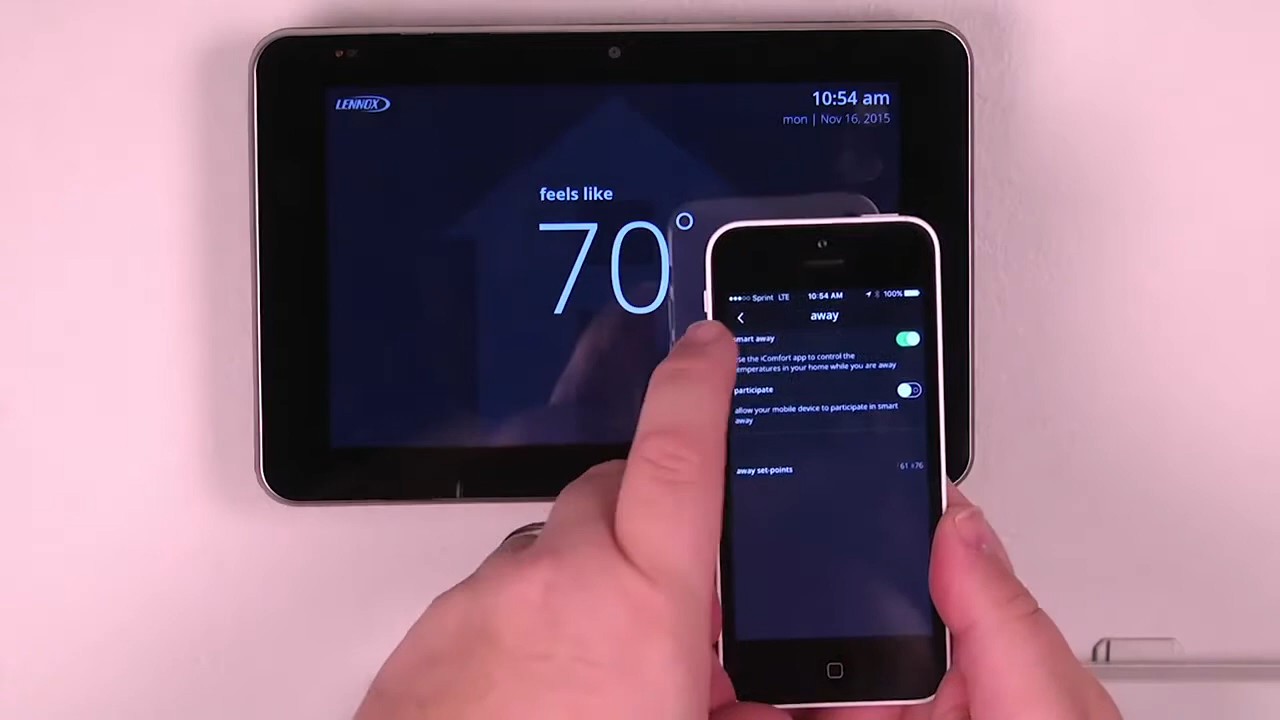 LENNOX
10:54 am
mon | Nov 16, 2015
feels like
70°
Sprint LTE 10:54 AM 100%
away
smart away
use the iComfort app to control the
temperatures in your home while you are away
participate
allow your mobile device to participate in smart
away
away set-points 61 76